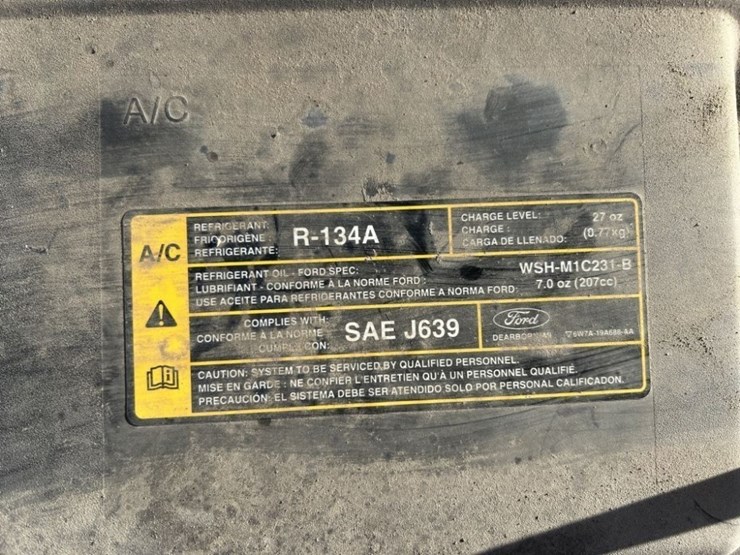 A/C
A/C
REFRIGERANT:
FRIGORIGÈNE:
REFRIGERANTE:
R-134A
CHARGE LEVEL: 27 oz
CHARGE: (0.77kg)
CARGA DE LLENADO:
REFRIGERANT OIL - FORD SPEC: WSH-M1C231-B
LUBRIFIANT - CONFORME À LA NORME FORD: 7.0 oz (207cc)
USE ACEITE PARA REFRIDERANTES CONFORME A NORMA FORD:
COMPLIES WITH:
CONFORME À LA NORME
CUMPLE CON:
SAE J639
Ford
DEARBORN
CAUTION: SYSTEM TO BE SERVICED BY QUALIFIED PERSONNEL.
MISE EN GARDE : NE CONFIER L'ENTRETIEN QU'À UN PERSONNEL QUALIFIÉ.
PRECAUCIÓN: EL SISTEMA DEBE SER ATENDIDO SOLO POR PERSONAL CALIFICADON.